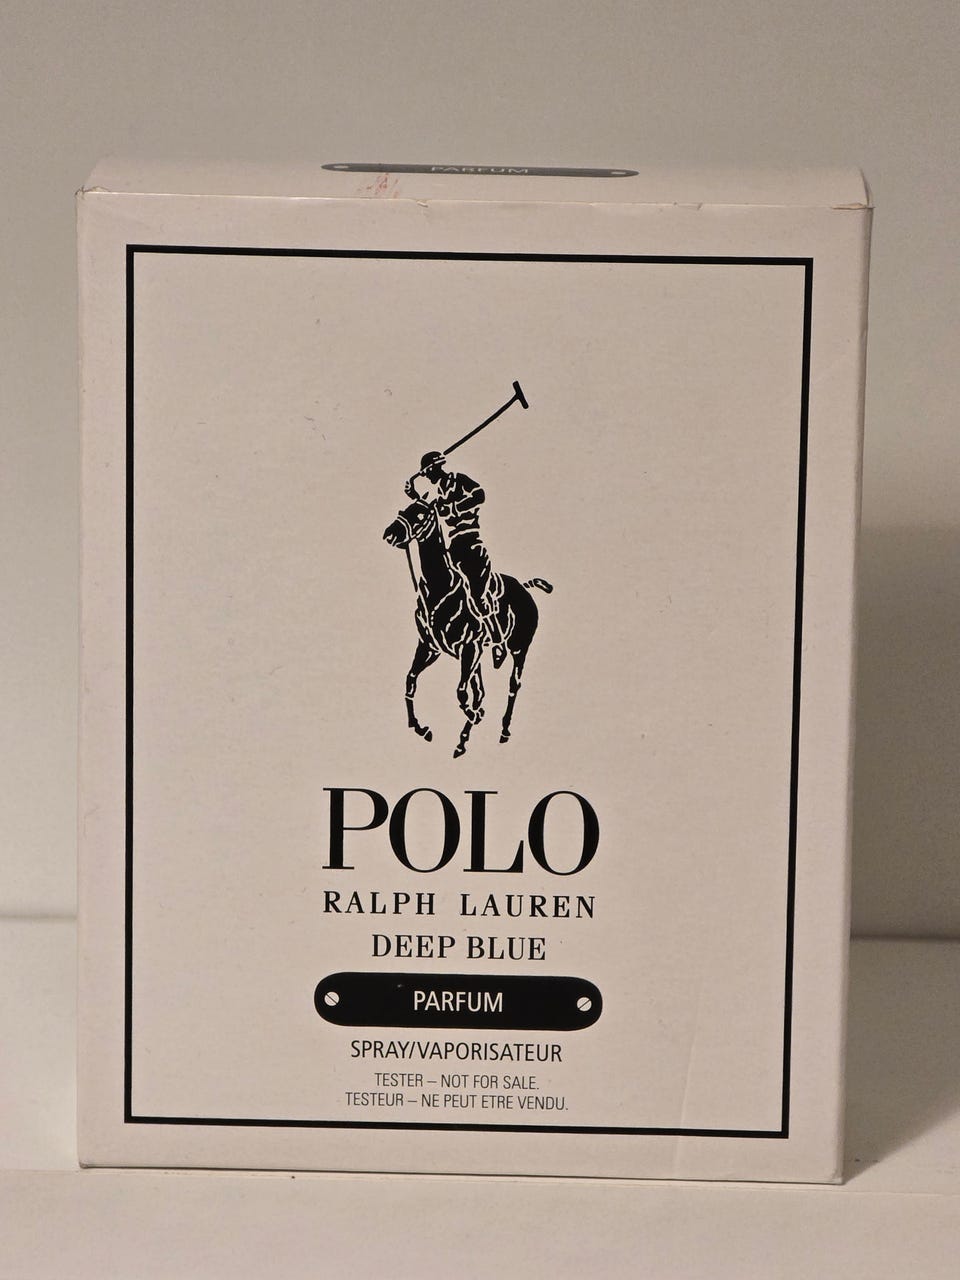 PARFUM
POLO
RALPH LAUREN
DEEP BLUE
PARFUM
SPRAY/VAPORISATEUR
TESTER – NOT FOR SALE.
TESTEUR – NE PEUT ETRE VENDU.